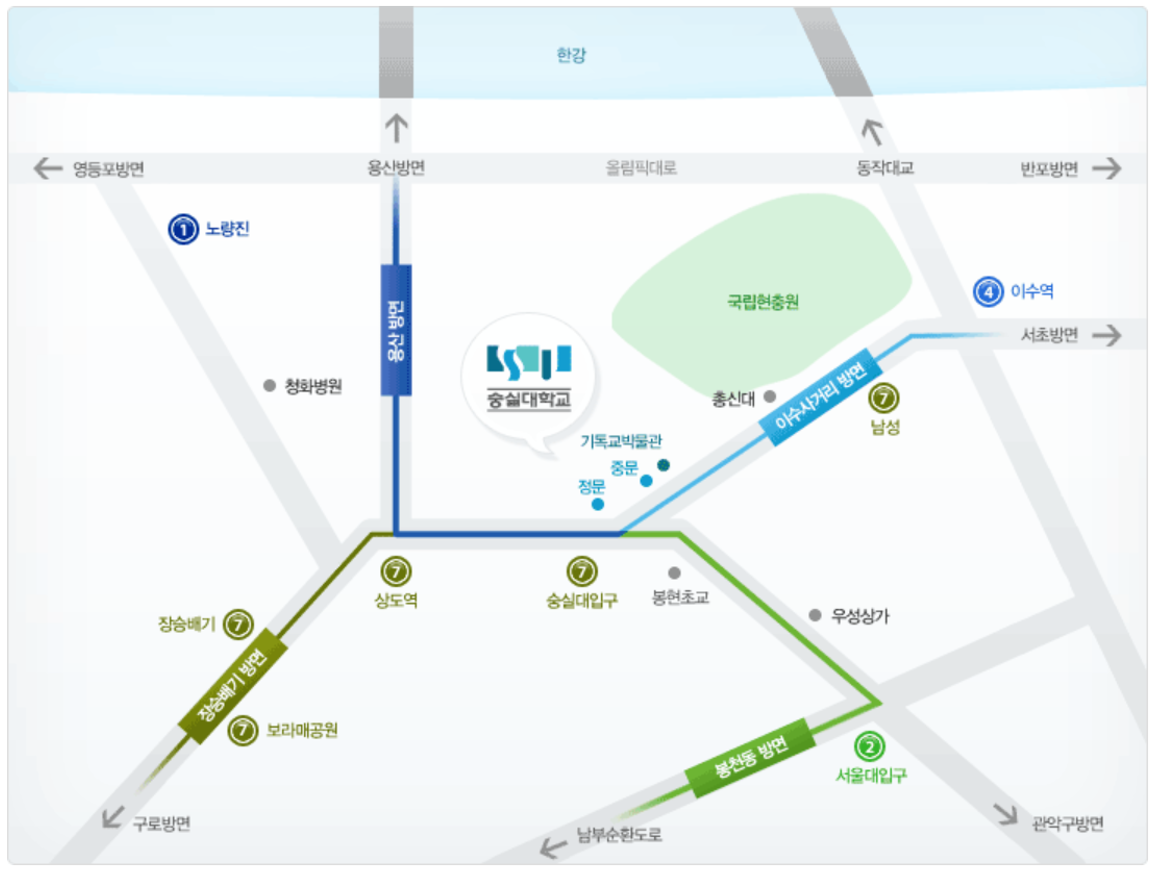 한강
영등포방면
용산방면
올림픽대로
동작대교
반포방면
1 노량진
국립현충원
4 이수역
용산 방면
서초방면
숭실대학교
청화병원
총신대
이수사거리 방면
7
남성
기독교박물관
중문
정문
7
상도역
7
숭실대입구
봉현초교
우성상가
장승배기 7
장승배기 방면
7 보라매공원
봉천동 방면
2
서울대입구
구로방면
남부순환도로
관악구방면